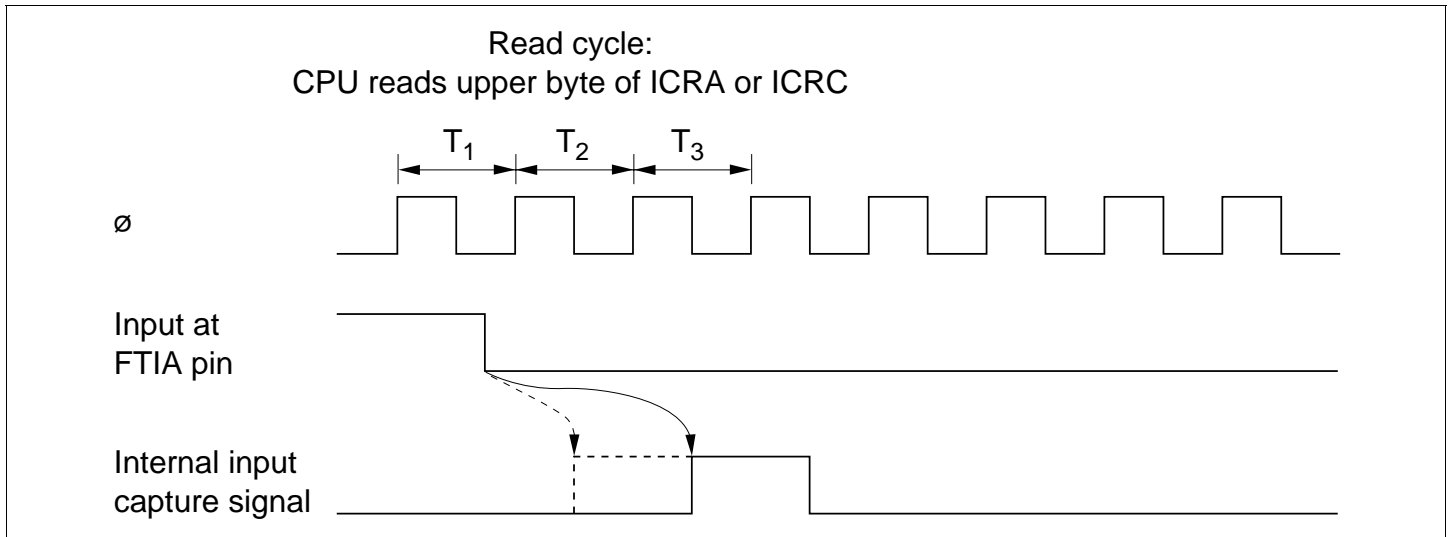 Read cycle:
CPU reads upper byte of ICRA or ICRC
T₁ T₂ T₃
ø
Input at
FTIA pin
Internal input
capture signal